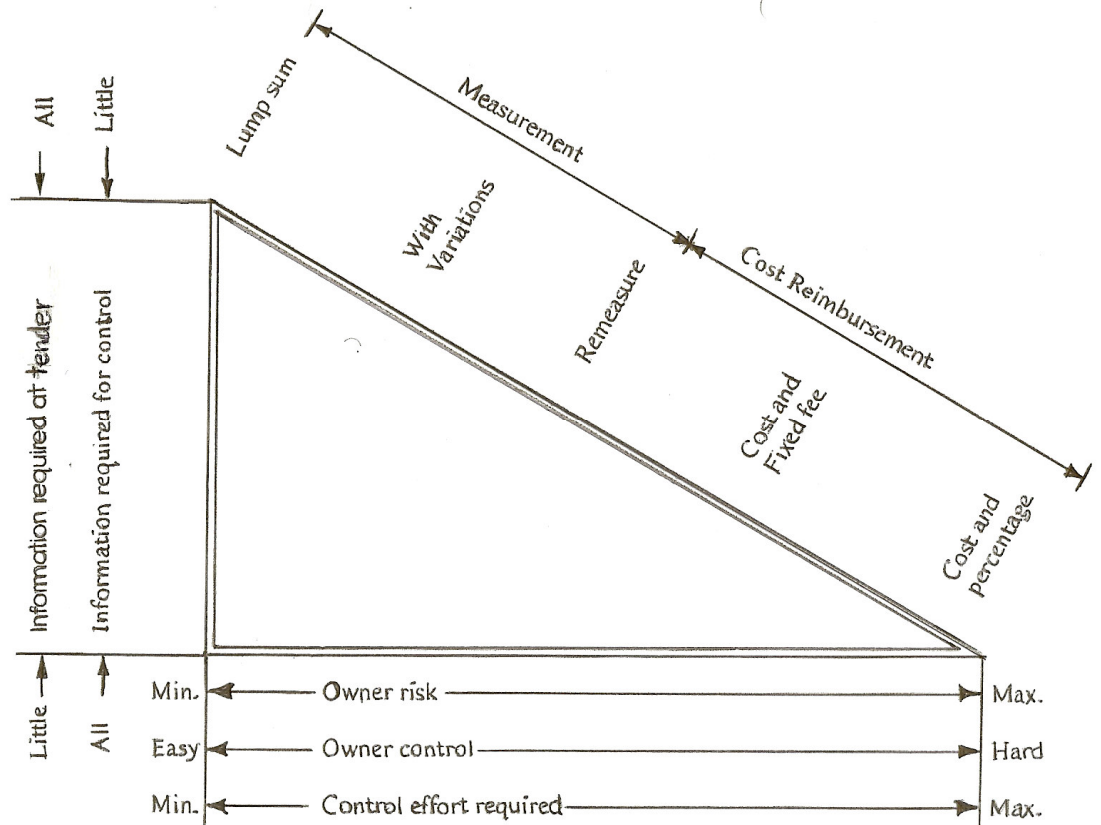 All
Little
Information required at tender
Information required for control
Little
All
Lump sum
Measurement
With
Variations
Remeasure
Cost Reimbursement
Cost and
Fixed fee
Cost and
percentage
Min.
Owner risk
Max.
Easy
Owner control
Hard
Min.
Control effort required
Max.